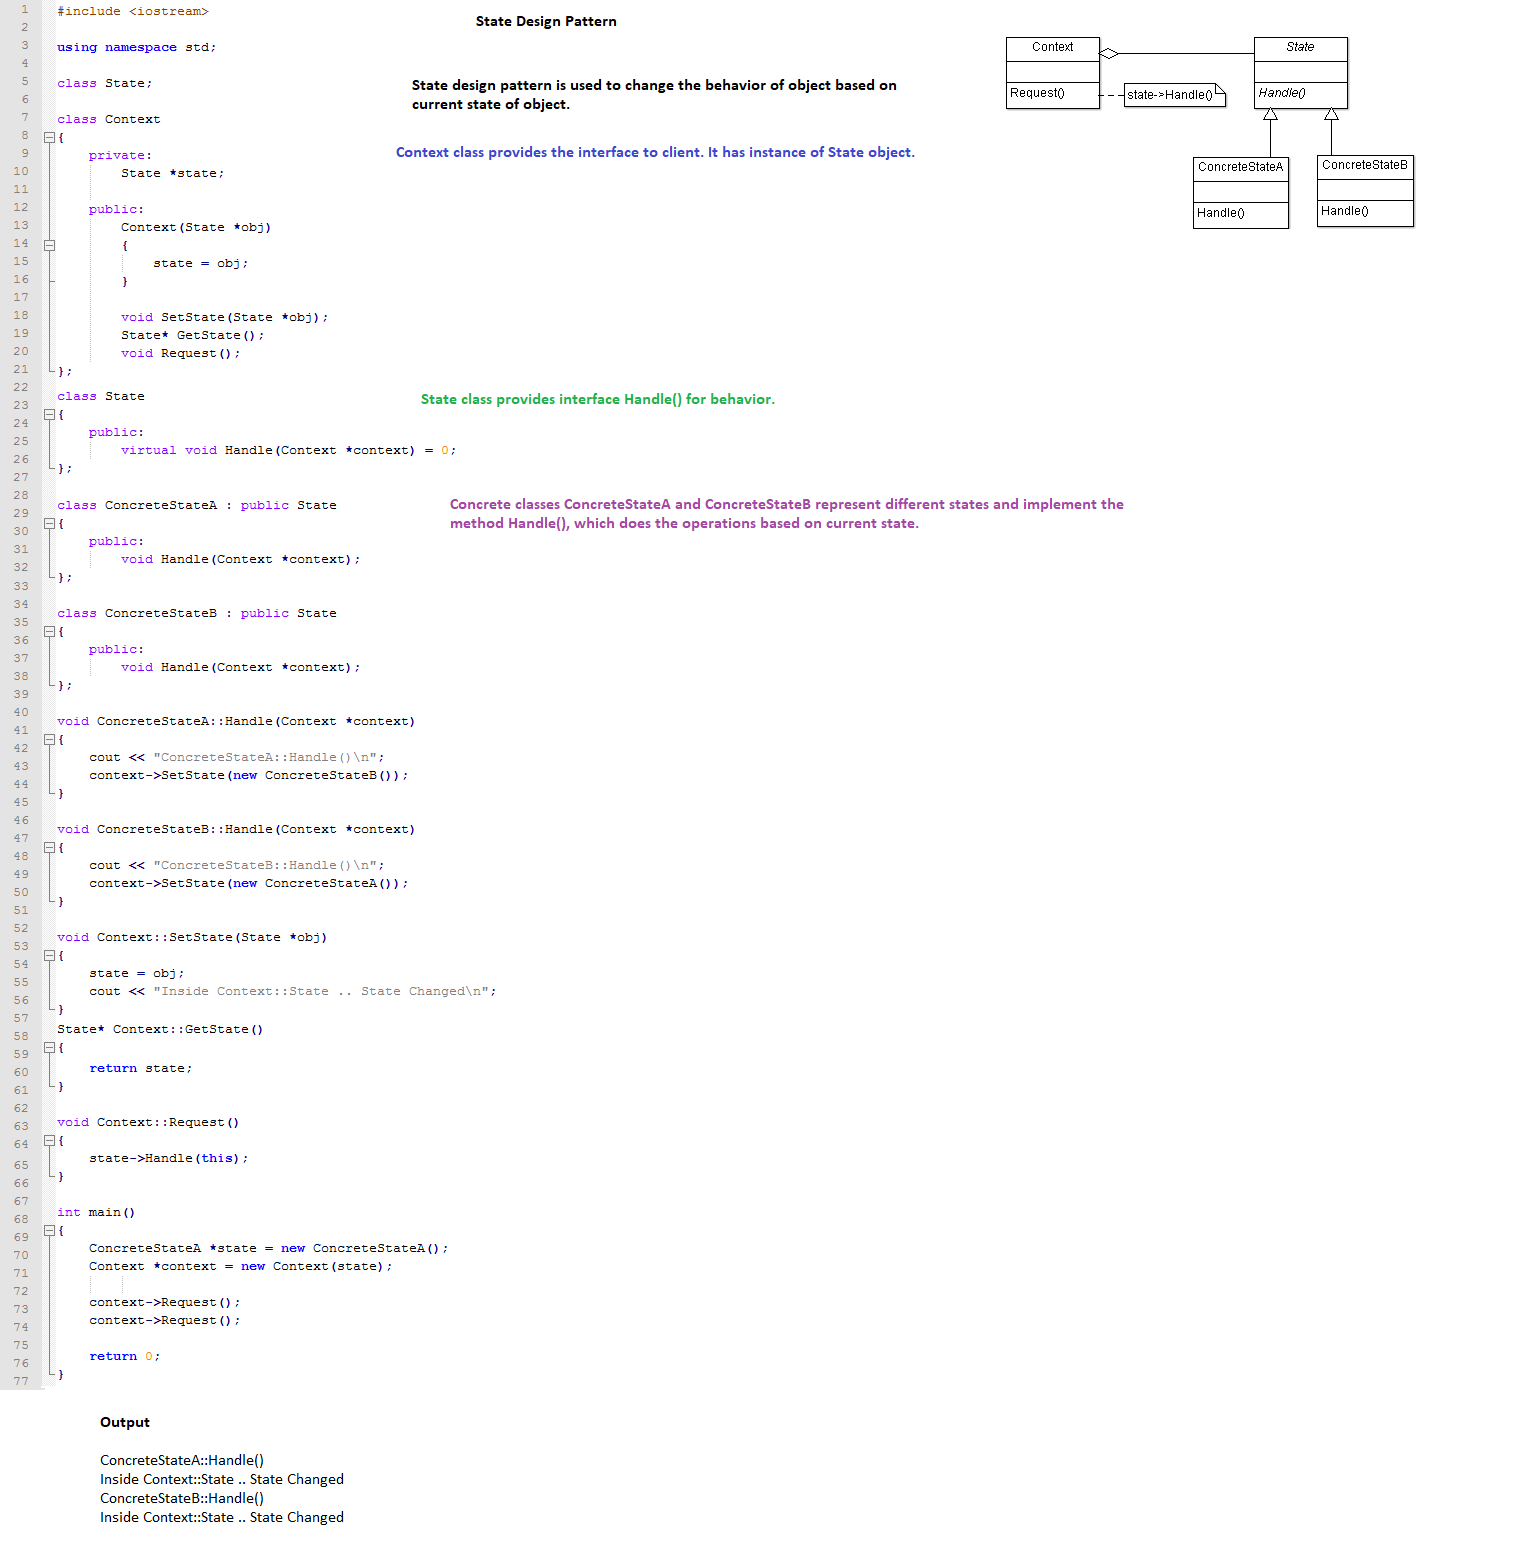 State Design Pattern
1 #include <iostream>
2
3 using namespace std;
4
5 class State;
6
7 class Context
8 {
9     private:
10         State *state;
11
12     public:
13         Context(State *obj)
14         {
15             state = obj;
16         }
17
18         void SetState(State *obj);
19         State* GetState();
20         void Request();
21 };
22
23 class State
24 {
25     public:
26         virtual void Handle(Context *context) = 0;
27 };
28
29 class ConcreteStateA : public State
30 {
31     public:
32         void Handle(Context *context);
33 };
34
35 class ConcreteStateB : public State
36 {
37     public:
38         void Handle(Context *context);
39 };
40
41 void ConcreteStateA::Handle(Context *context)
42 {
43     cout << "ConcreteStateA::Handle()\n";
44     context->SetState(new ConcreteStateB());
45 }
46
47 void ConcreteStateB::Handle(Context *context)
48 {
49     cout << "ConcreteStateB::Handle()\n";
50     context->SetState(new ConcreteStateA());
51 }
52
53 void Context::SetState(State *obj)
54 {
55     state = obj;
56     cout << "Inside Context::State .. State Changed\n";
57 }
58 State* Context::GetState()
59 {
60     return state;
61 }
62
63 void Context::Request()
64 {
65     state->Handle(this);
66 }
67
68 int main()
69 {
70     ConcreteStateA *state = new ConcreteStateA();
71     Context *context = new Context(state);
72
73     context->Request();
74     context->Request();
75
76     return 0;
77 }
State design pattern is used to change the behavior of object based on
current state of object.
Context class provides the interface to client. It has instance of State object.
State class provides interface Handle() for behavior.
Concrete classes ConcreteStateA and ConcreteStateB represent different states and implement the
method Handle(), which does the operations based on current state.
Context
Request()
state->Handle()
State
Handle()
ConcreteStateA
Handle()
ConcreteStateB
Handle()
Output
ConcreteStateA::Handle()
Inside Context::State .. State Changed
ConcreteStateB::Handle()
Inside Context::State .. State Changed